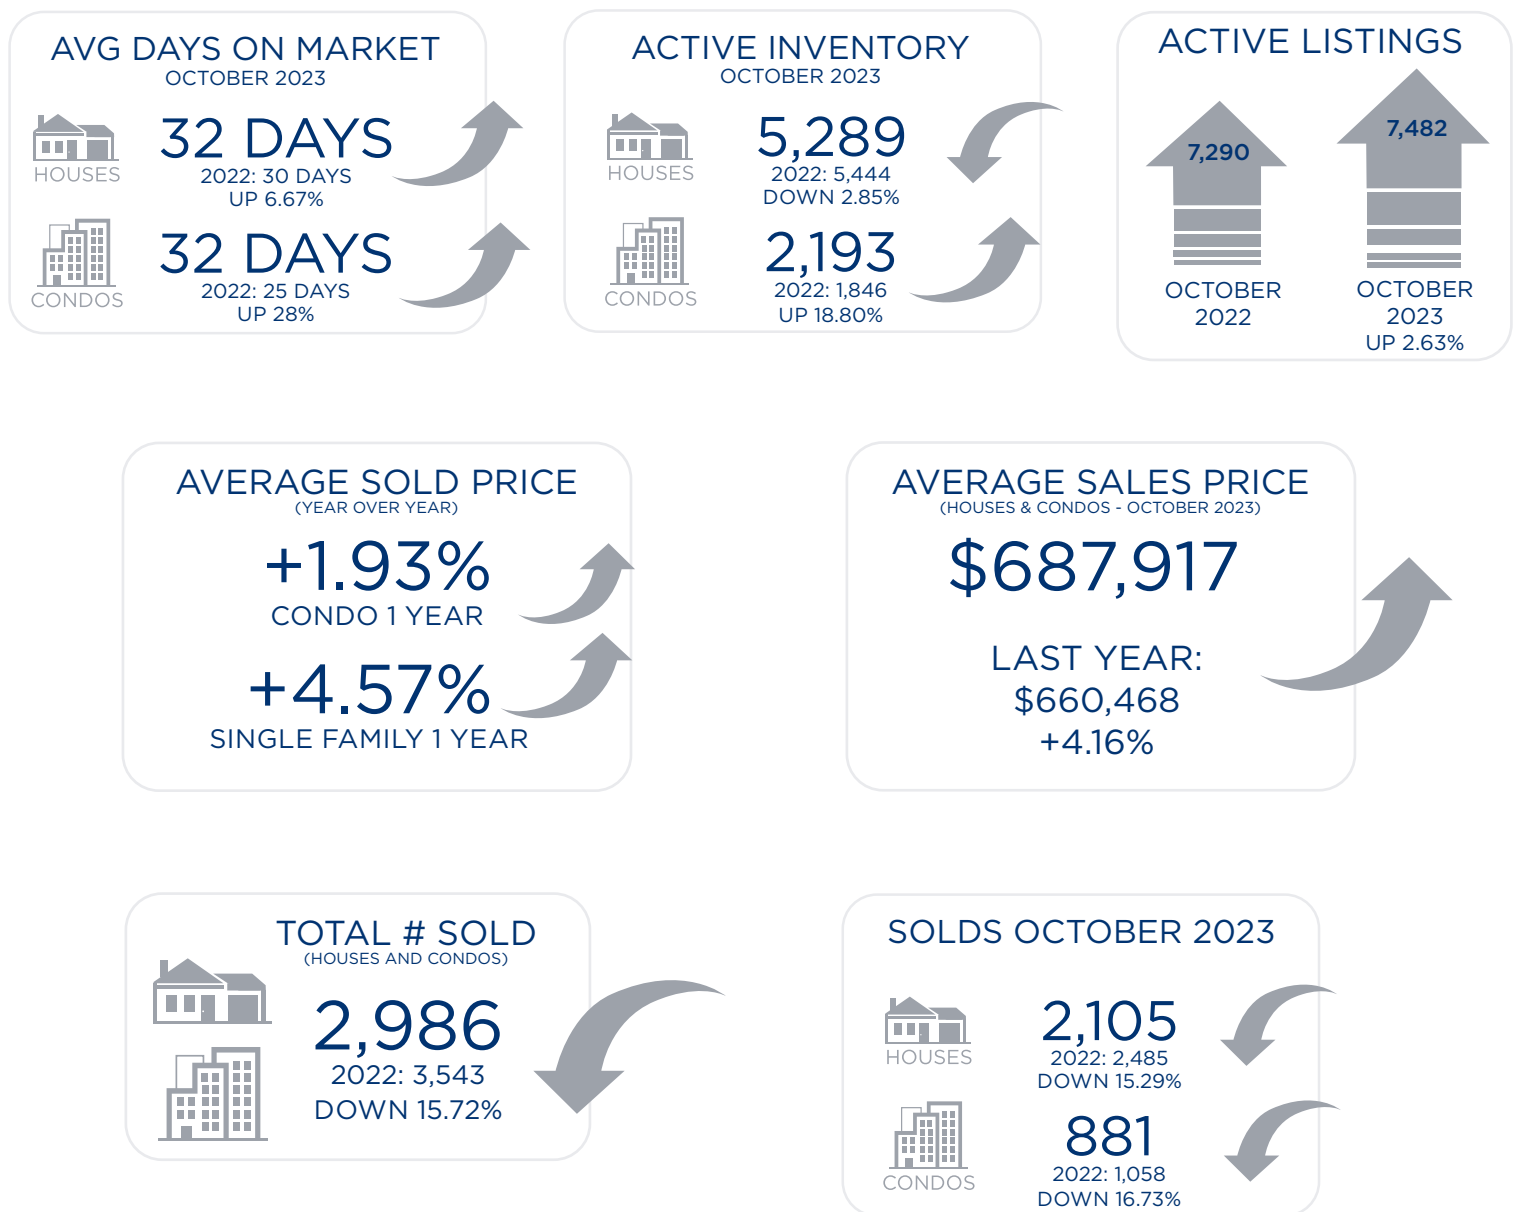 AVG DAYS ON MARKET
OCTOBER 2023
32 DAYS
2022: 30 DAYS
UP 6.67%
HOUSES
32 DAYS
2022: 25 DAYS
UP 28%
CONDOS
ACTIVE INVENTORY
OCTOBER 2023
5,289
2022: 5,444
DOWN 2.85%
HOUSES
2,193
2022: 1,846
UP 18.80%
CONDOS
ACTIVE LISTINGS
7,290
OCTOBER
2022
7,482
OCTOBER
2023
UP 2.63%
AVERAGE SOLD PRICE
(YEAR OVER YEAR)
+1.93%
CONDO 1 YEAR
+4.57%
SINGLE FAMILY 1 YEAR
AVERAGE SALES PRICE
(HOUSES & CONDOS - OCTOBER 2023)
$687,917
LAST YEAR:
$660,468
+4.16%
TOTAL # SOLD
(HOUSES AND CONDOS)
2,986
2022: 3,543
DOWN 15.72%
SOLDS OCTOBER 2023
2,105
2022: 2,485
DOWN 15.29%
HOUSES
881
2022: 1,058
DOWN 16.73%
CONDOS